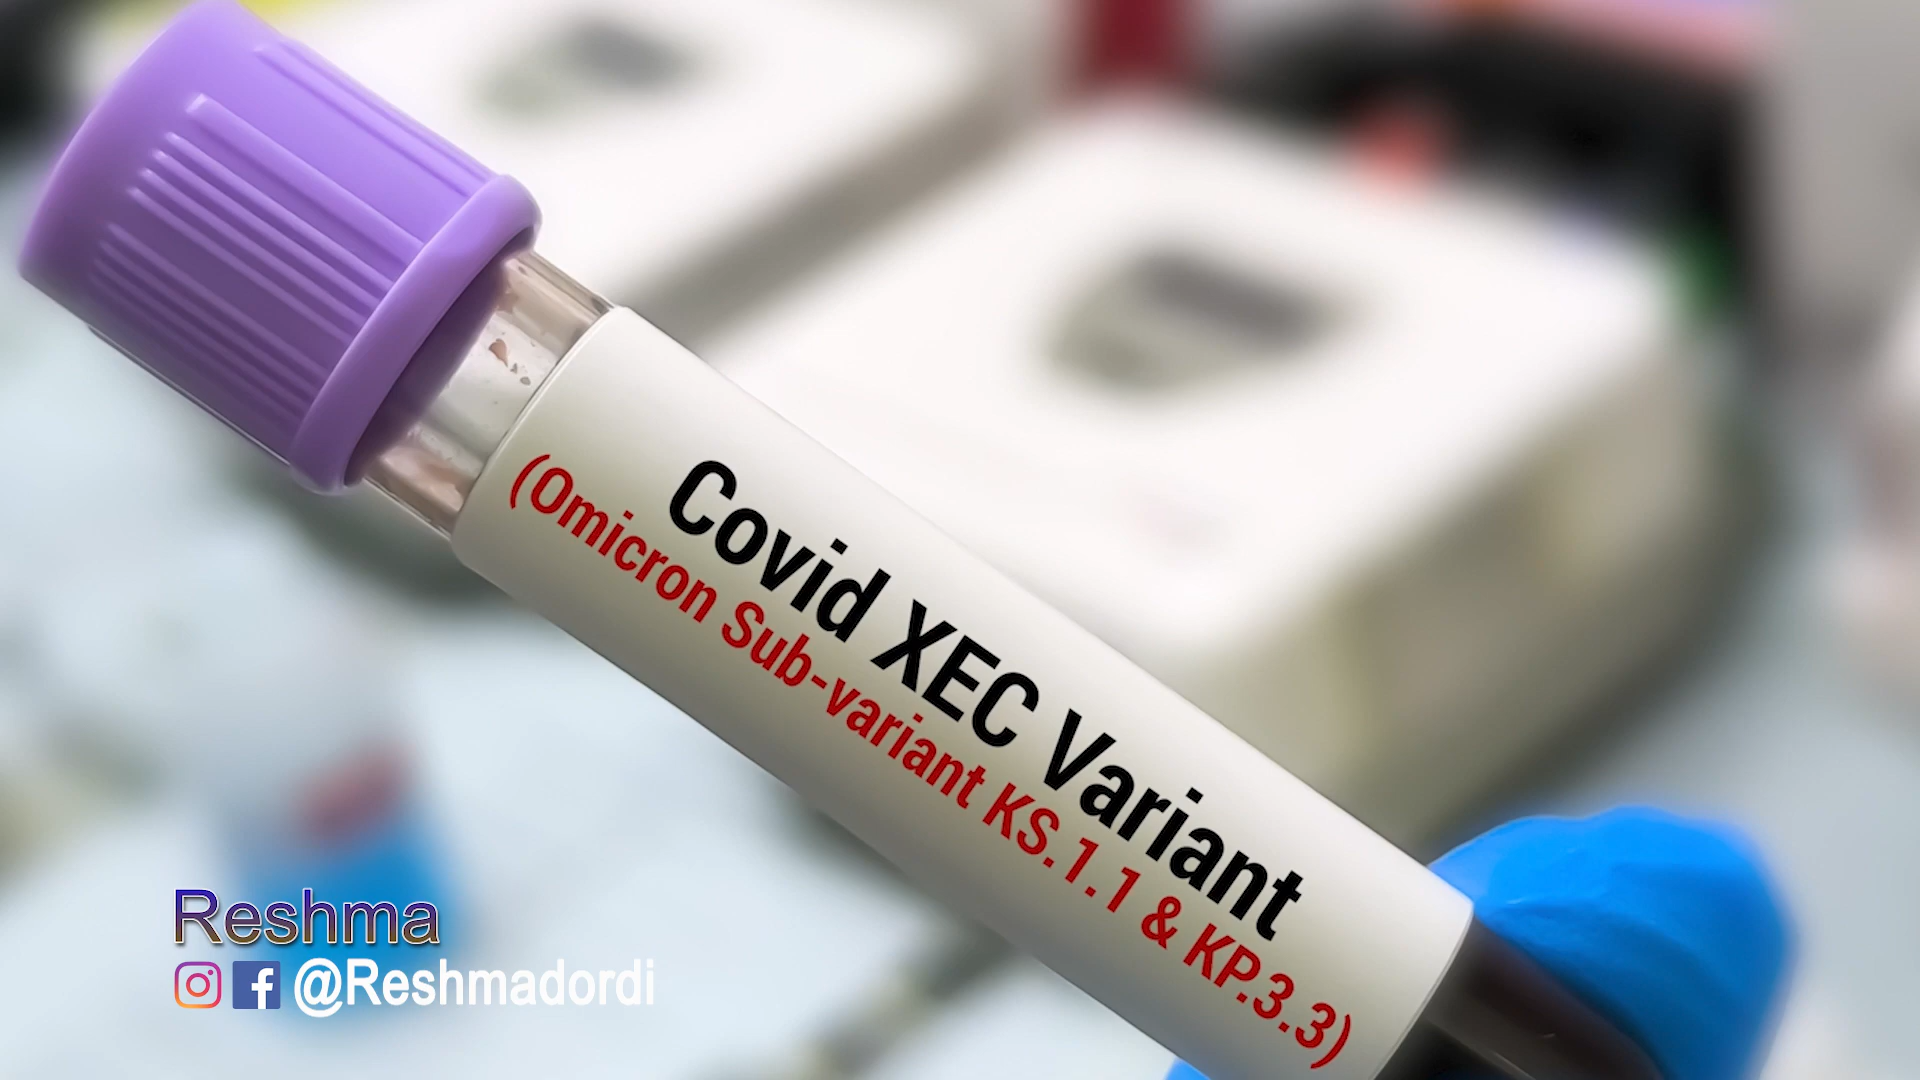 Covid XEC Variant
(Omicron Sub-variant KS.1.1 & KP.3.3)
Reshma
@Reshmadordi